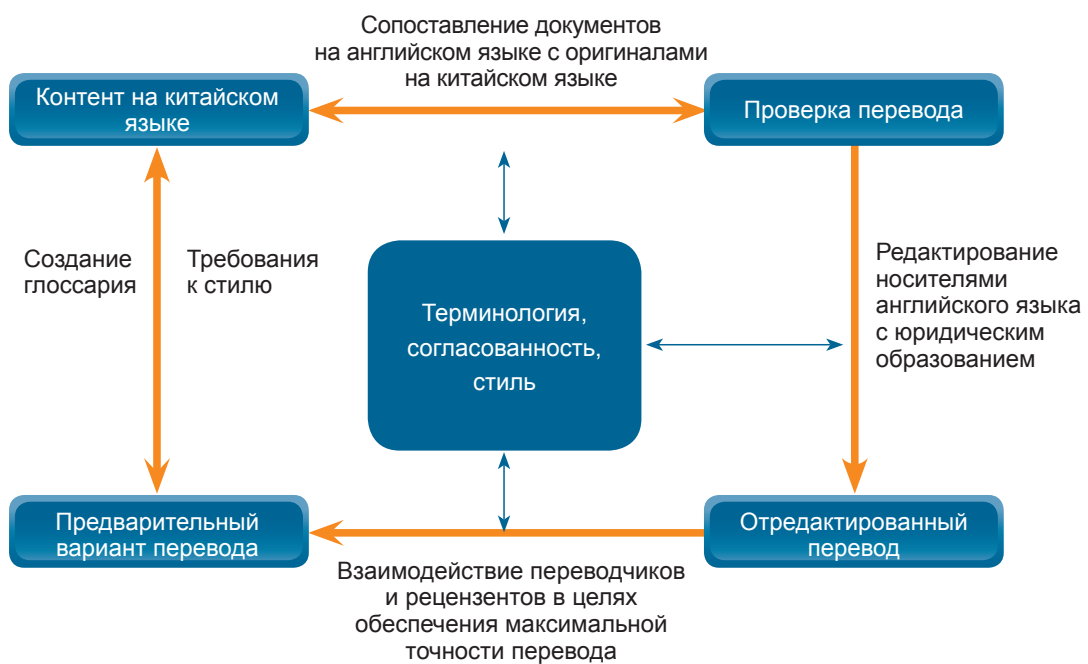 Сопоставление документов
на английском языке с оригиналами
на китайском языке
Контент на китайском
языке
Проверка перевода
Создание
глоссария
Требования
к стилю
Терминология,
согласованность,
стиль
Редактирование
носителями
английского языка
с юридическим
образованием
Предварительный
вариант перевода
Отредактированный
перевод
Взаимодействие переводчиков
и рецензентов в целях
обеспечения максимальной
точности перевода